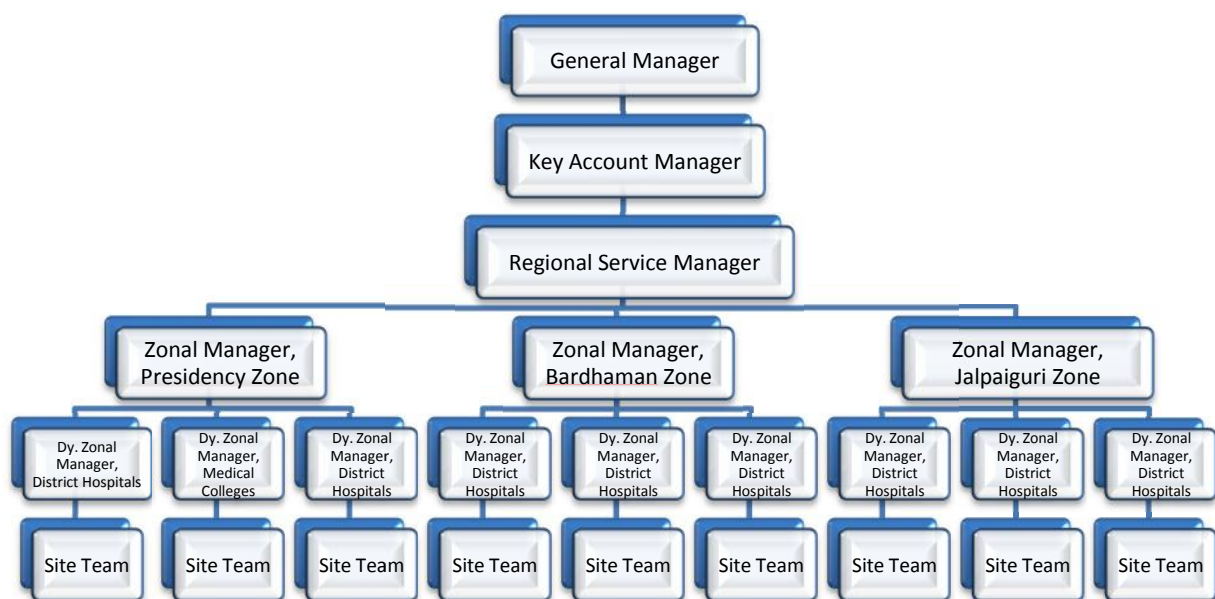 General Manager
Key Account Manager
Regional Service Manager
Zonal Manager,
Presidency Zone
Zonal Manager,
Bardhaman Zone
Zonal Manager,
Jalpaiguri Zone
Dy. Zonal
Manager,
District Hospitals
Dy. Zonal
Manager,
Medical
Colleges
Dy. Zonal
Manager,
District
Hospitals
Dy. Zonal
Manager,
District
Hospitals
Dy. Zonal
Manager,
District
Hospitals
Dy. Zonal
Manager,
District
Hospitals
Dy. Zonal
Manager,
District
Hospitals
Dy. Zonal
Manager,
District
Hospitals
Dy. Zonal
Manager,
District
Hospitals
Site Team
Site Team
Site Team
Site Team
Site Team
Site Team
Site Team
Site Team
Site Team